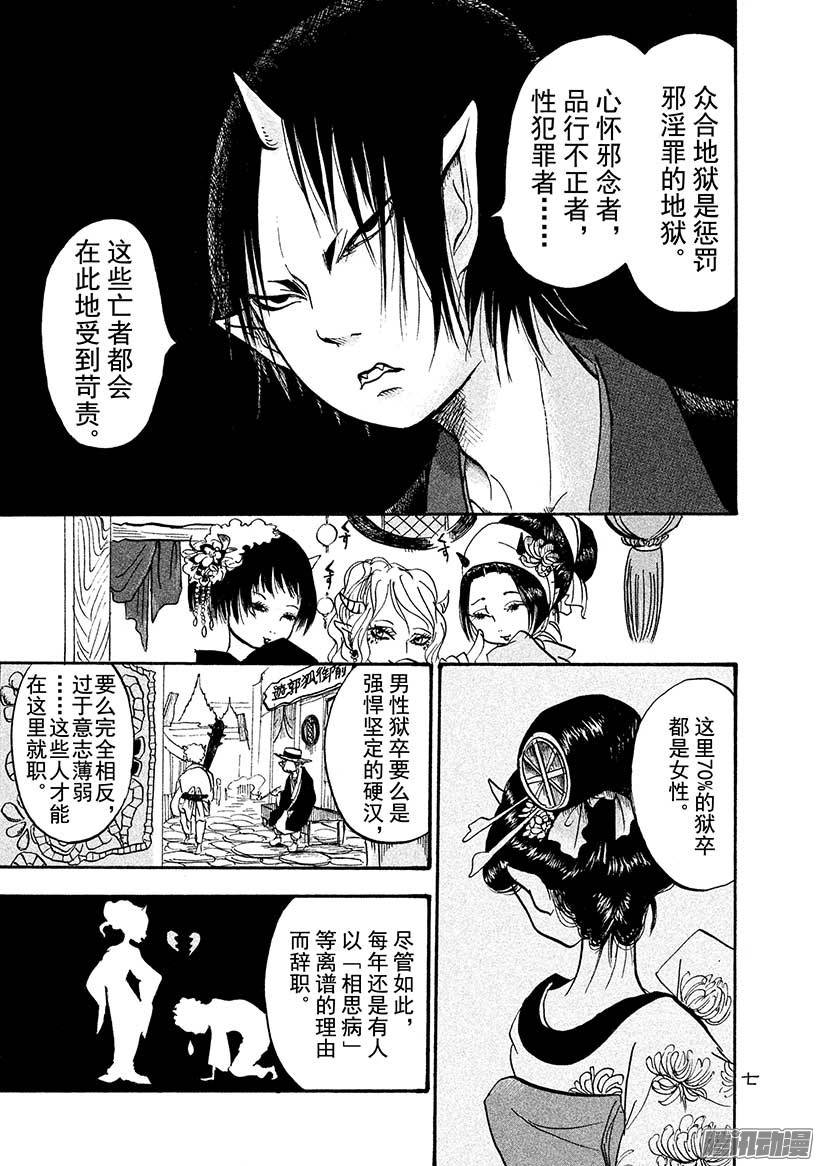 众合地狱是惩罚
邪淫罪的地狱。
心怀邪念者，
品行不正者，
性犯罪者……
这些亡者都会
在此地受到苛责。
这里70%的狱卒
都是女性。
男性狱卒要么是
强悍坚定的硬汉，
遊郭狐御前
要么完全相反，
过于意志薄弱
……这些人才能
在这里就职。
尽管如此，
每年还是有人
以「相思病」
等离谱的理由
而辞职。
七
腾讯动漫